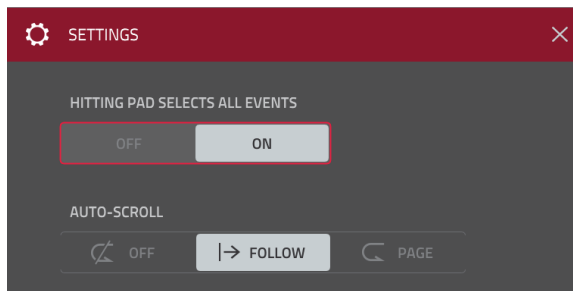 SETTINGS
HITTING PAD SELECTS ALL EVENTS
OFF ON
AUTO-SCROLL
OFF FOLLOW PAGE